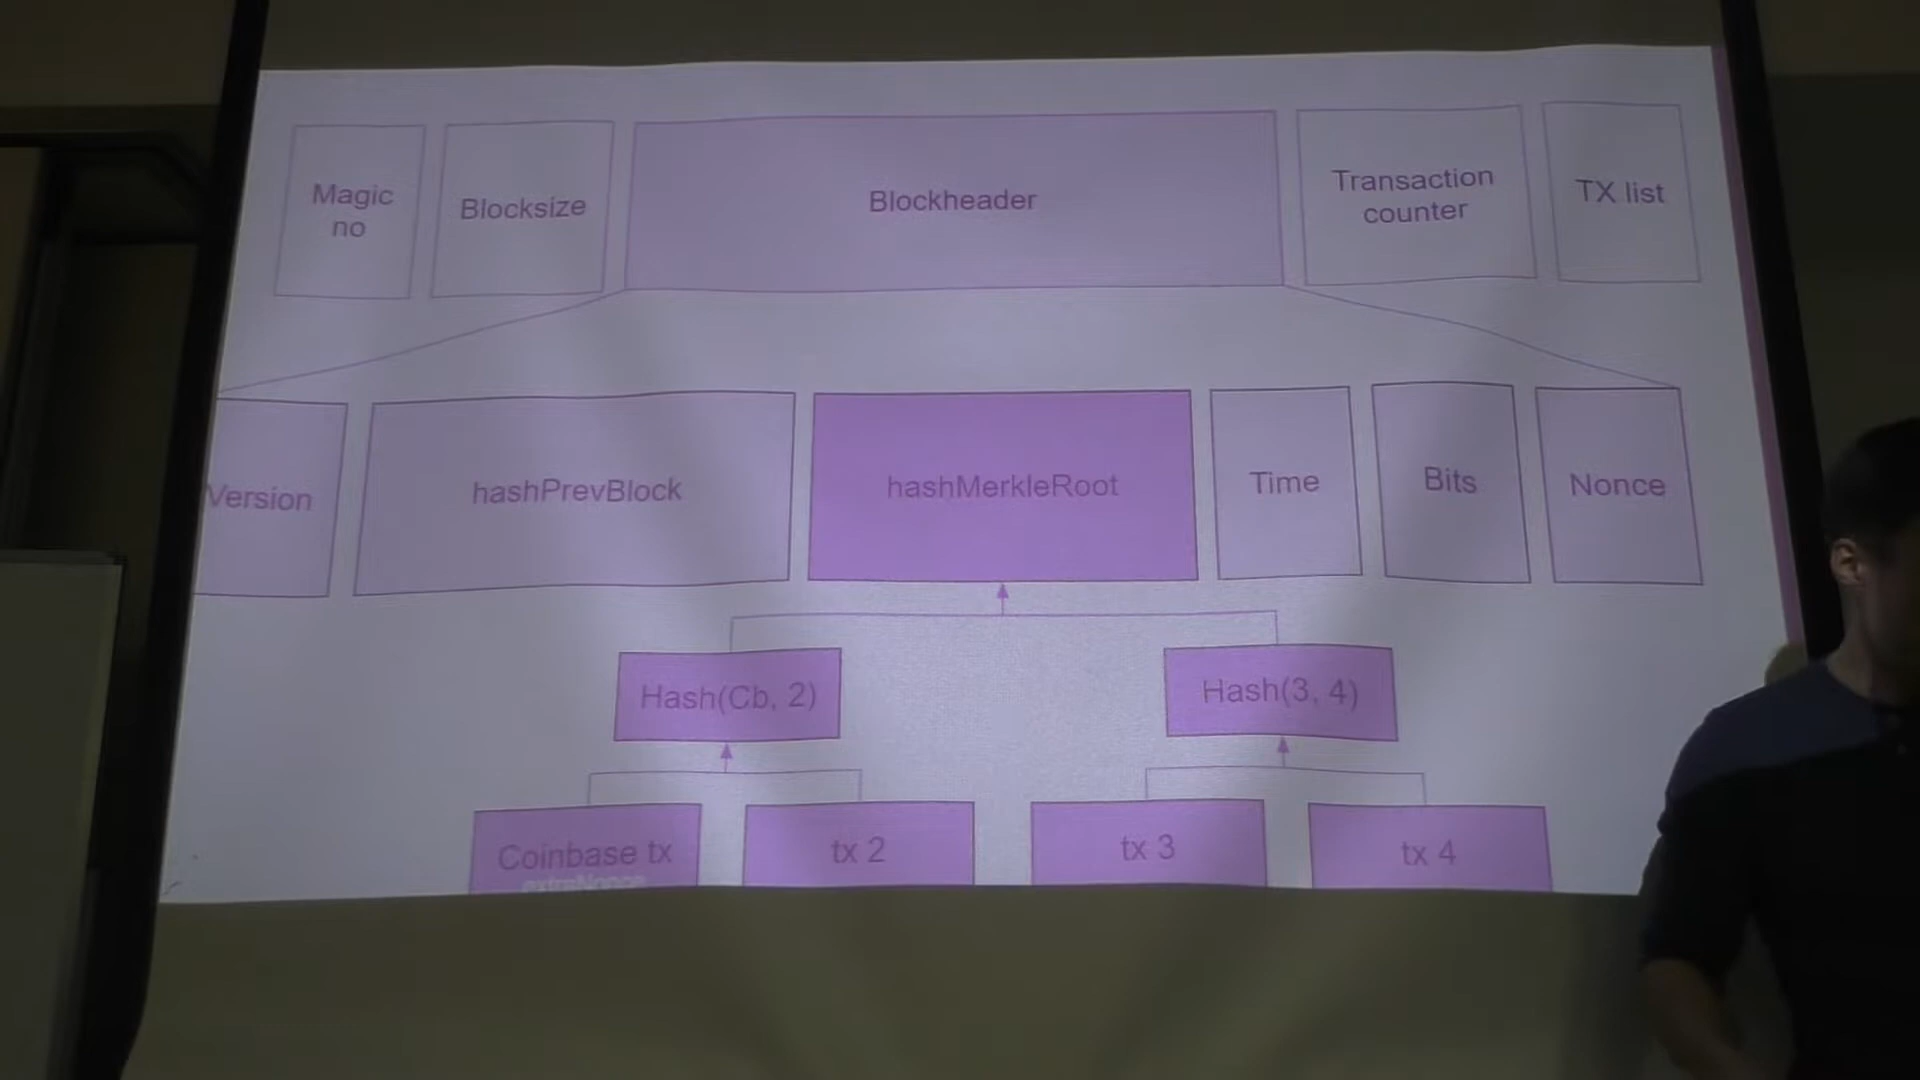 Magic
no
Blocksize
Blockheader
Transaction
counter
TX list
Version
hashPrevBlock
hashMerkleRoot
Time
Bits
Nonce
Hash(Cb, 2)
Hash(3, 4)
Coinbase tx
extraNonce
tx 2
tx 3
tx 4